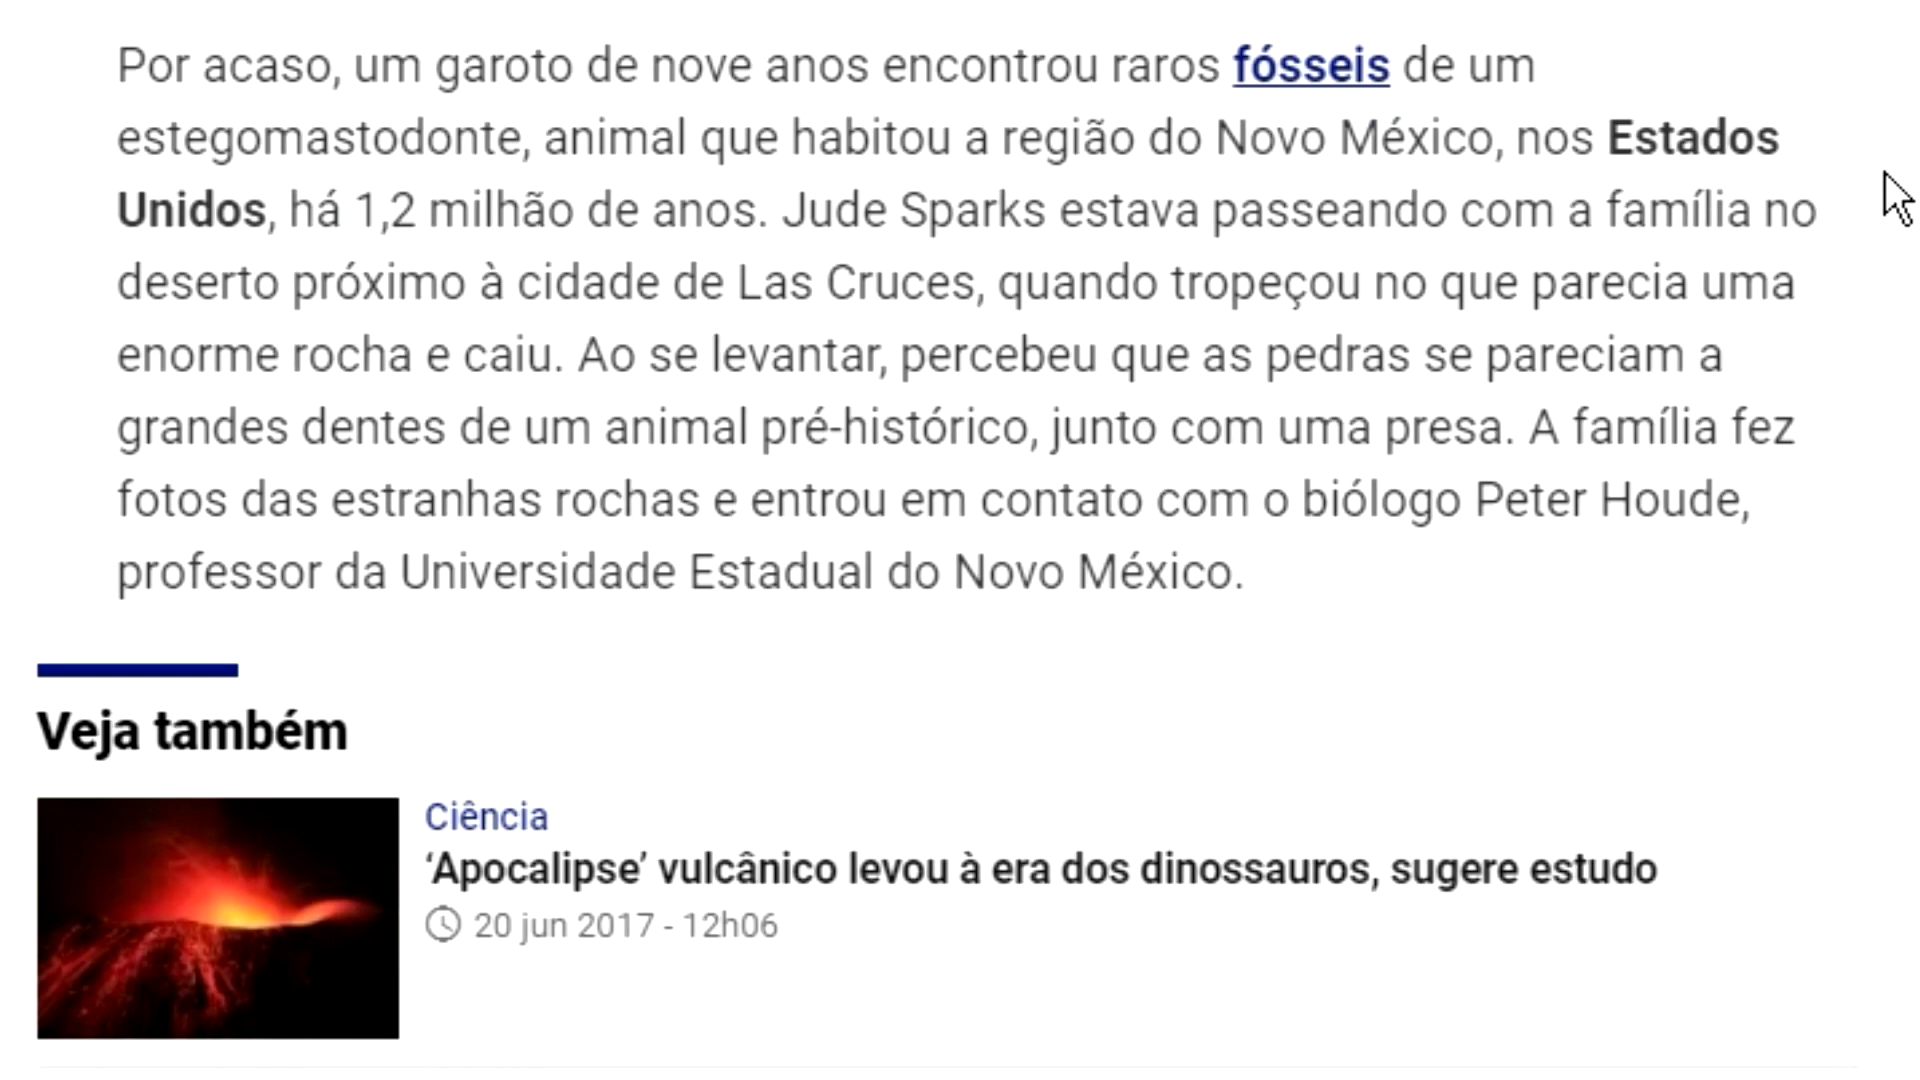 Por acaso, um garoto de nove anos encontrou raros fósseis de um
estegomastodonte, animal que habitou a região do Novo México, nos Estados
Unidos, há 1,2 milhão de anos. Jude Sparks estava passeando com a família no
deserto próximo à cidade de Las Cruces, quando tropeçou no que parecia uma
enorme rocha e caiu. Ao se levantar, percebeu que as pedras se pareciam a
grandes dentes de um animal pré-histórico, junto com uma presa. A família fez
fotos das estranhas rochas e entrou em contato com o biólogo Peter Houde,
professor da Universidade Estadual do Novo México.
Veja também
Ciência
‘Apocalipse’ vulcânico levou à era dos dinossauros, sugere estudo
20 jun 2017 - 12h06